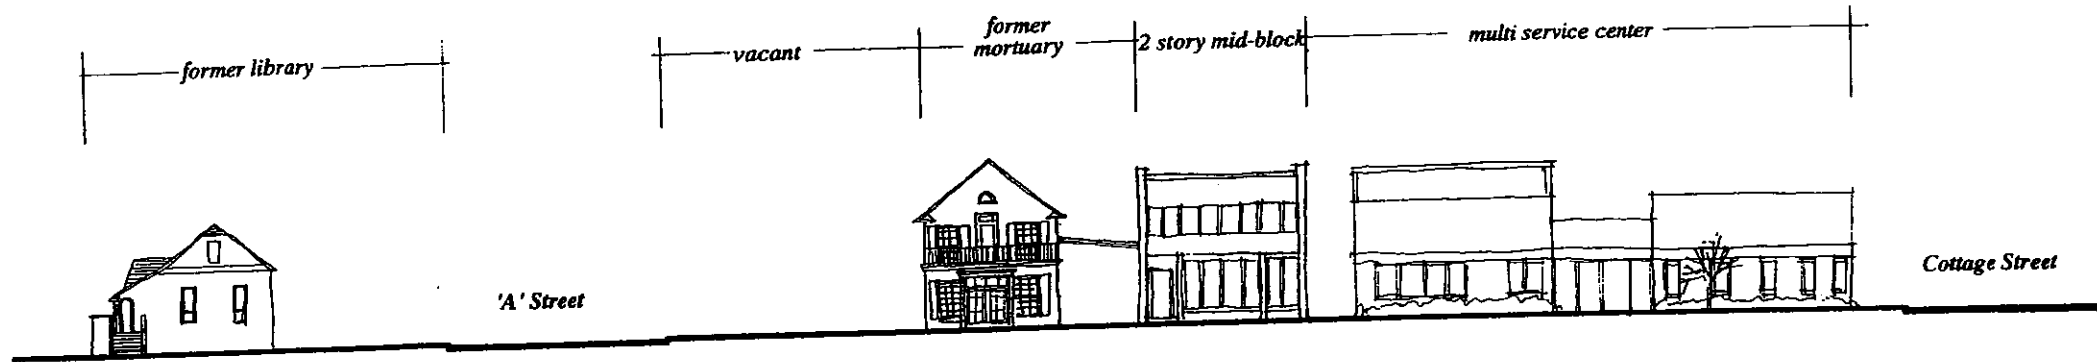 former library
vacant
former
mortuary
2 story mid-block
multi service center
'A' Street
Cottage Street